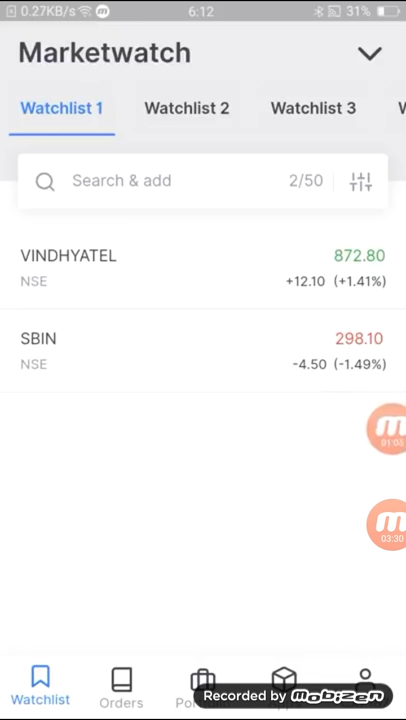 0.27KB/s 6:12 31%
Marketwatch
Watchlist 1 Watchlist 2 Watchlist 3 W
Search & add 2/50
VINDHYATEL 872.80
NSE +12.10 (+1.41%)
SBIN 298.10
NSE -4.50 (-1.49%)
m
01:05
m
03:30
Watchlist Orders
Recorded by mobizen